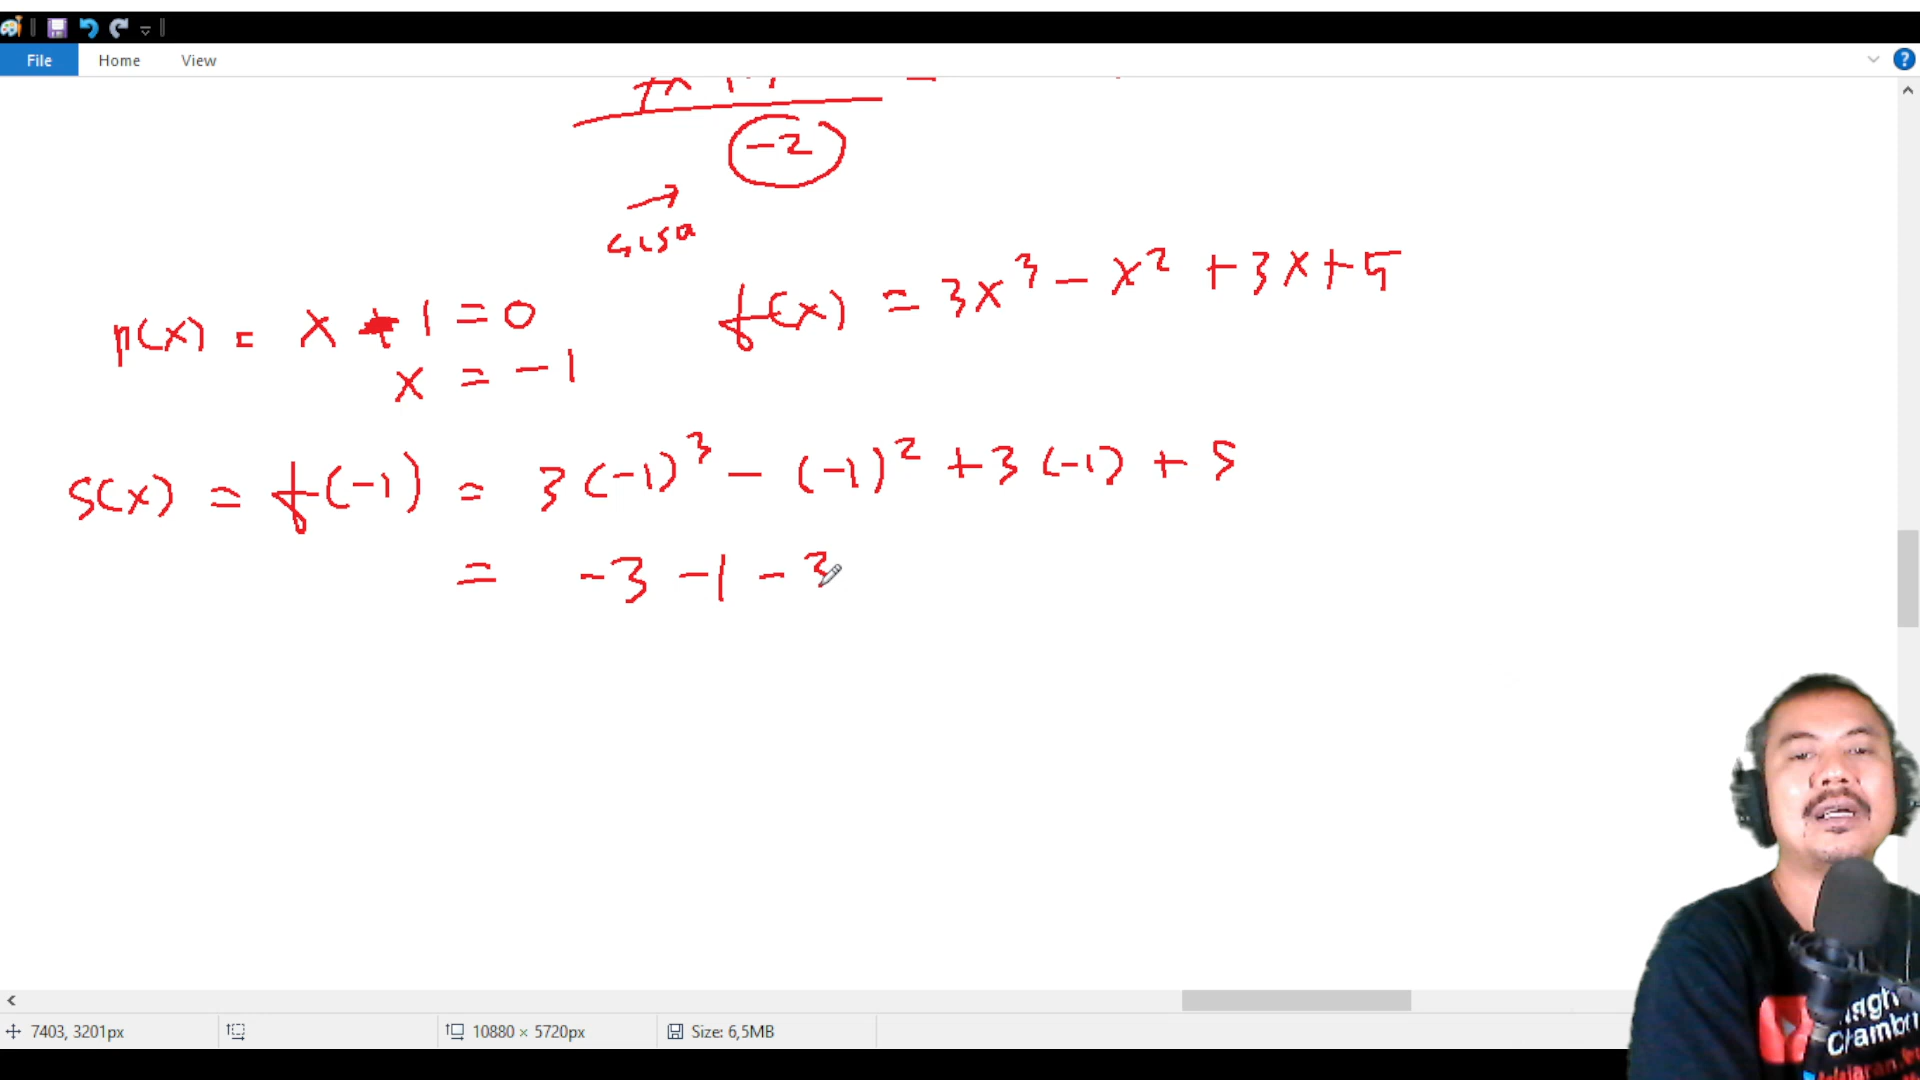 File Home View
-2
sisa
p(x) = x + 1 = 0
x = -1
f(x) = 3x³ - x² + 3x + 5
s(x) = f(-1) = 3(-1)³ - (-1)² + 3(-1) + 5
= -3 -1 -3
7403, 3201px 10880 × 5720px Size: 6,5MB